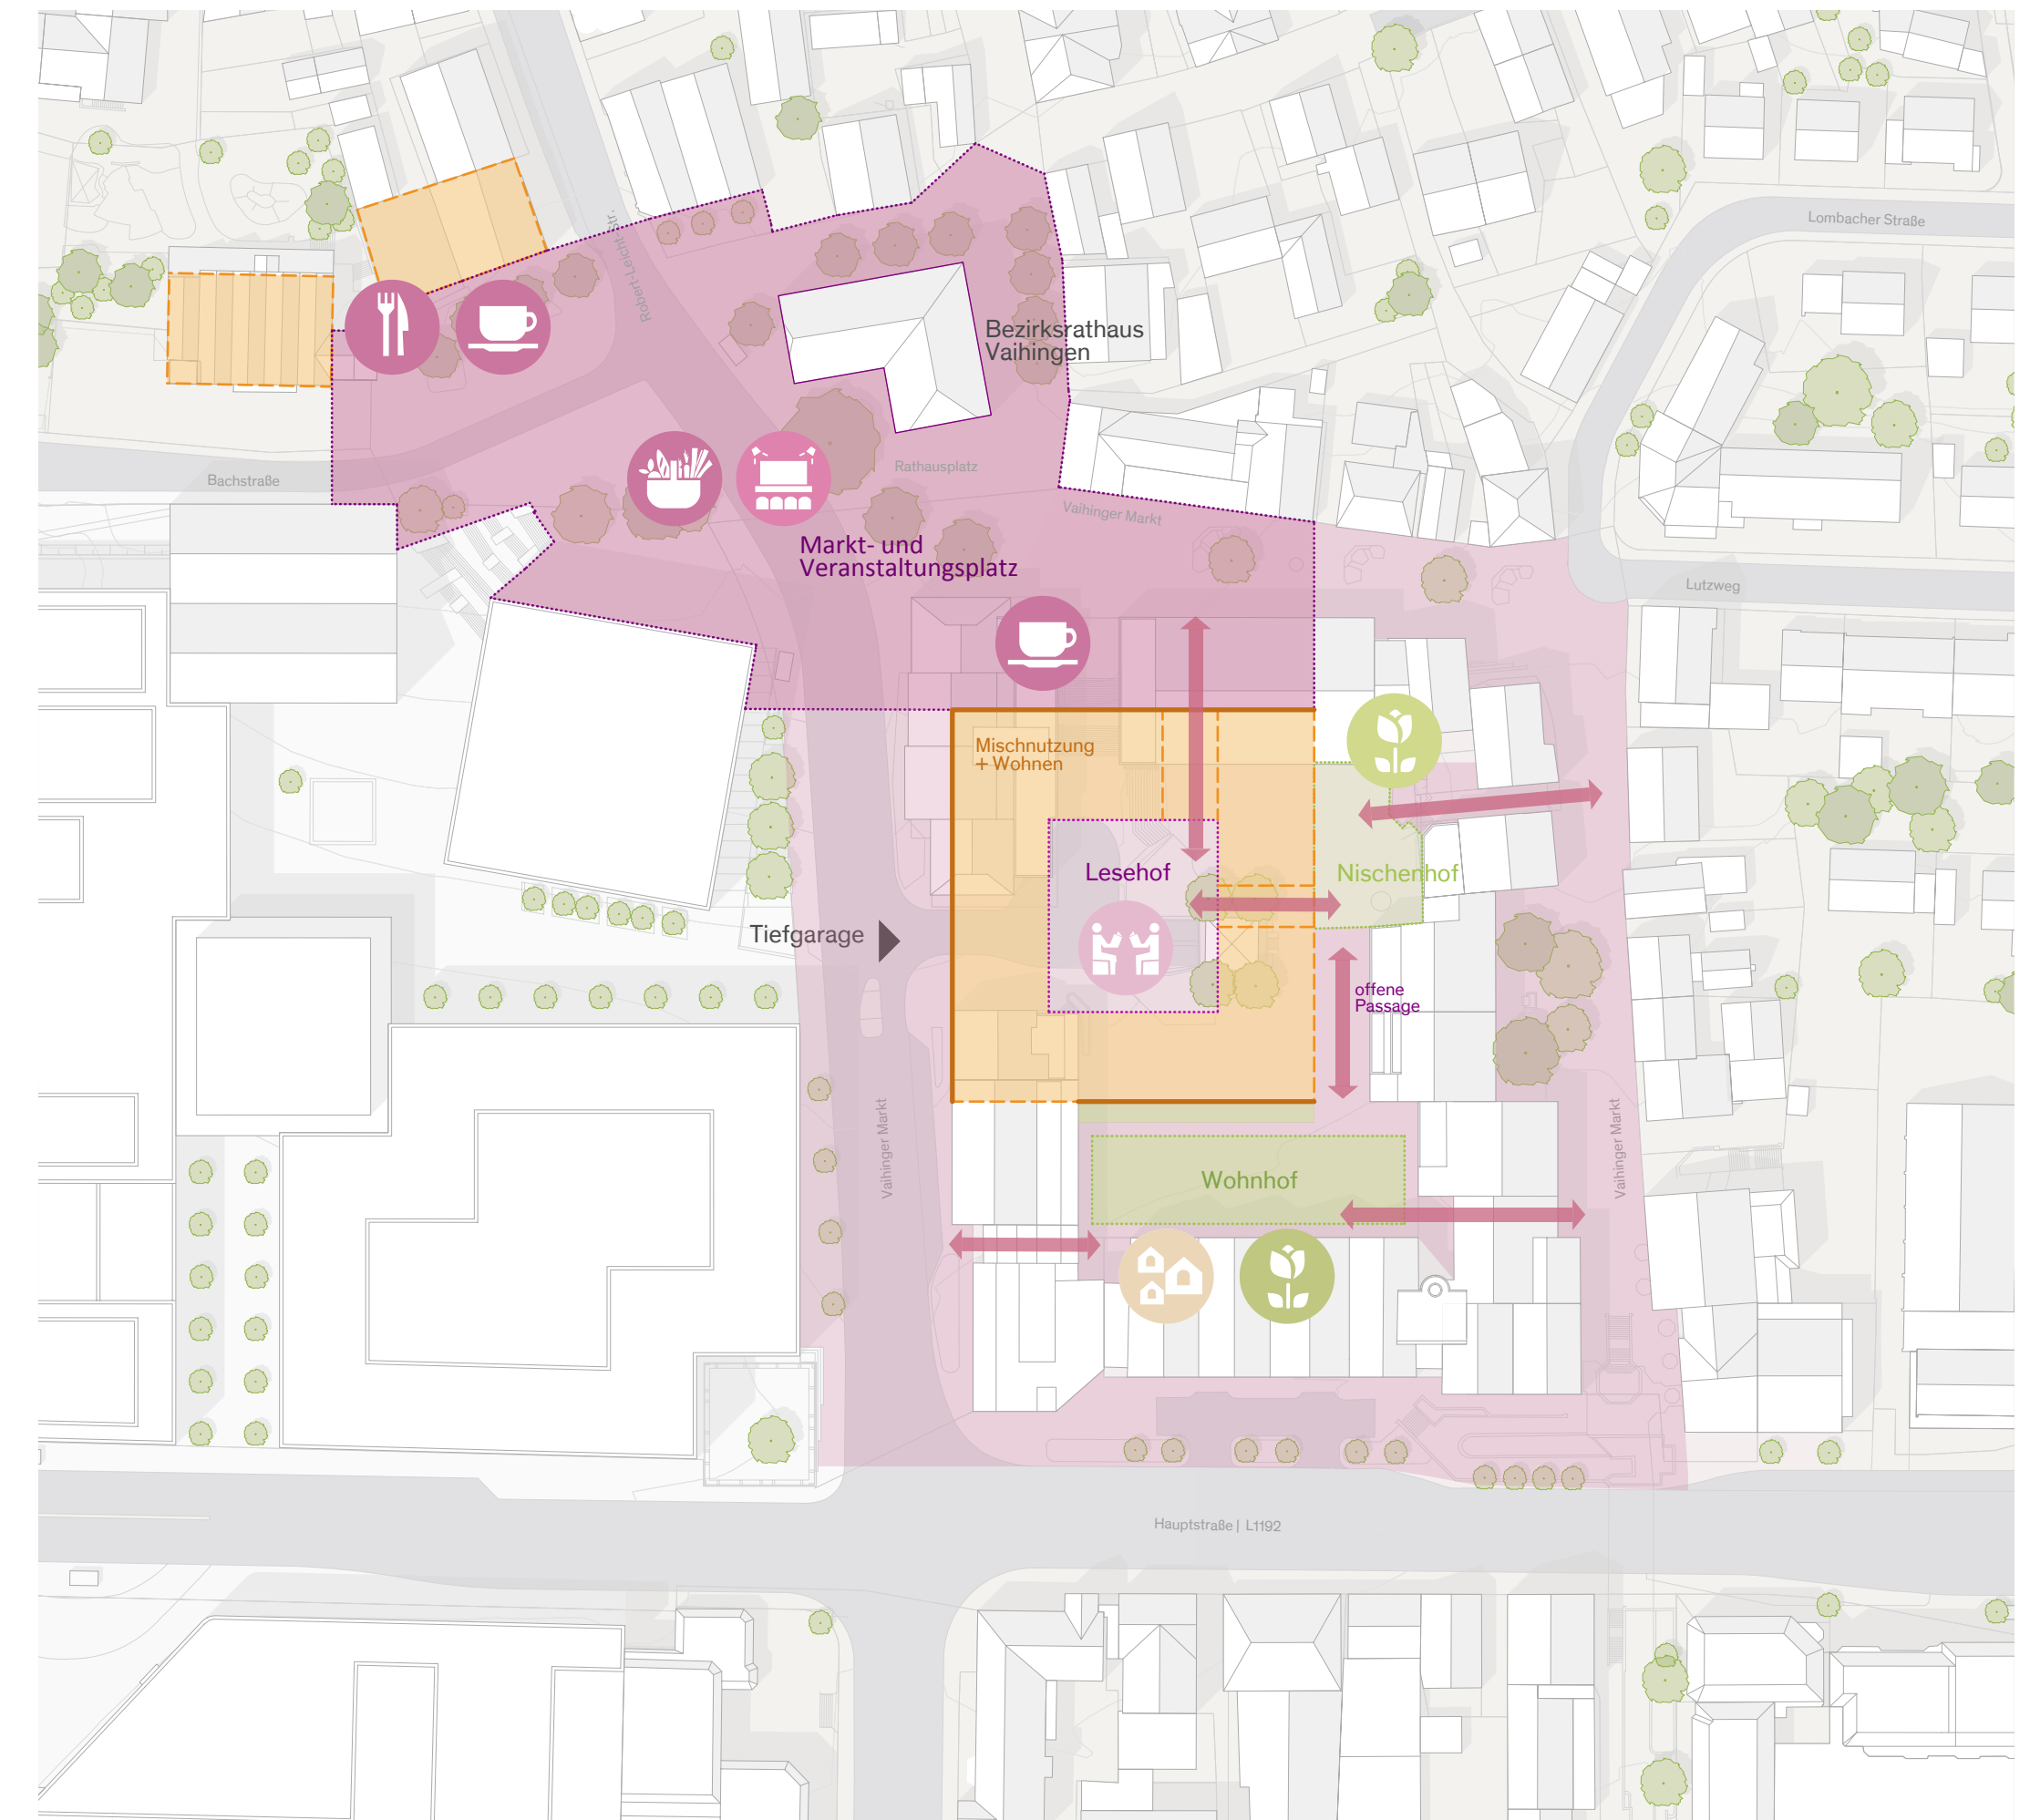 Lombacher Straße
Robert-Leicht-Str.
Bezirksrathaus
Vaihingen
Bachstraße
Rathausplatz
Vaihinger Markt
Markt- und
Veranstaltungsplatz
Lutzweg
Mischnutzung
+ Wohnen
Lesehof
Nischenhof
Tiefgarage
offene
Passage
Vaihinger Markt
Vaihinger Markt
Wohnhof
Hauptstraße | L1192